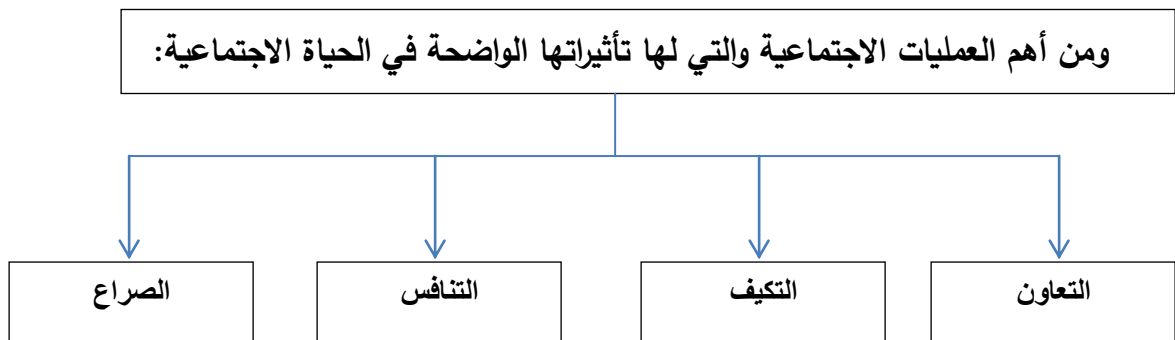 ومن أهم العمليات الاجتماعية والتي لها تأثيراتها الواضحة في الحياة الاجتماعية:
التعاون
التكيف
التنافس
الصراع